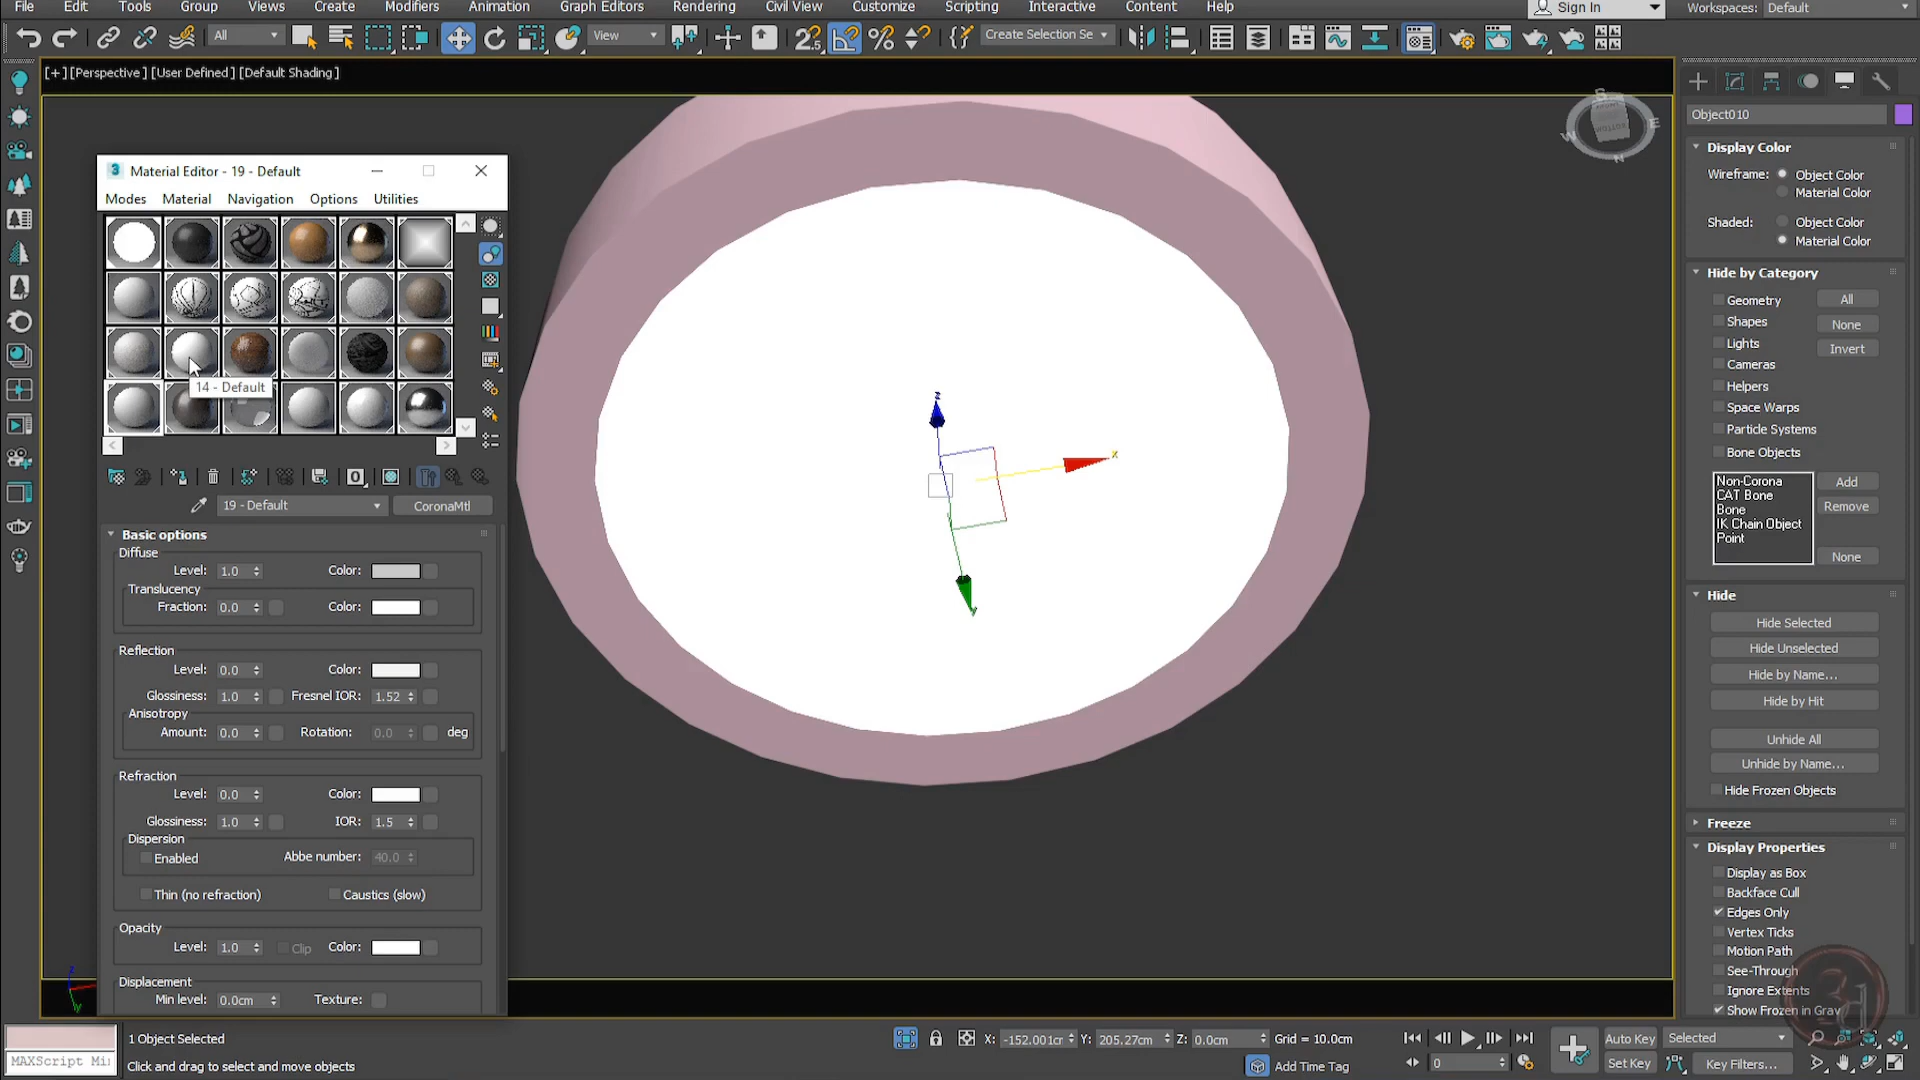 File Edit Tools Group Views Create Modifiers Animation Graph Editors Rendering Civil View Customize Scripting Interactive Content Help Sign In Workspaces: Default
All View Create Selection Se
[+] [Perspective ] [User Defined ] [Default Shading ]
Material Editor - 19 - Default
Modes Material Navigation Options Utilities
14 - Default
19 - Default CoronaMtl
Basic options
Diffuse
Level: 1.0 Color:
Translucency
Fraction: 0.0 Color:
Reflection
Level: 0.0 Color:
Glossiness: 1.0 Fresnel IOR: 1.52
Anisotropy
Amount: 0.0 Rotation: 0.0 deg
Refraction
Level: 0.0 Color:
Glossiness: 1.0 IOR: 1.5
Dispersion
Enabled Abbe number: 40.0
Thin (no refraction) Caustics (slow)
Opacity
Level: 1.0 Clip Color:
Displacement
Min level: 0.0cm Texture:
z
x
y
S
W E
N
Object010
Display Color
Wireframe: Object Color
Material Color
Shaded: Object Color
Material Color
Hide by Category
Geometry All
Shapes
None
Lights
Invert
Cameras
Helpers
Space Warps
Particle Systems
Bone Objects
Non-Corona
CAT Bone
Bone
IK Chain Object
Point
Add
Remove
None
Hide
Hide Selected
Hide Unselected
Hide by Name...
Hide by Hit
Unhide All
Unhide by Name...
Hide Frozen Objects
Freeze
Display Properties
Display as Box
Backface Cull
Edges Only
Vertex Ticks
Motion Path
See-Through
Ignore Extents
Show Frozen in Gray
z
y
MAXScript Mi
1 Object Selected
Click and drag to select and move objects
X: -152.001cr Y: 205.27cm Z: 0.0cm Grid = 10.0cm
Add Time Tag
0
Auto Key Selected
Set Key Key Filters...